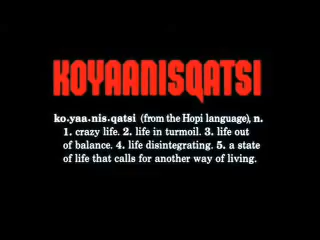 KOYAANISQATSI
ko.yaa.nis.qatsi (from the Hopi language), n.
1. crazy life. 2. life in turmoil. 3. life out
of balance. 4. life disintegrating. 5. a state
of life that calls for another way of living.